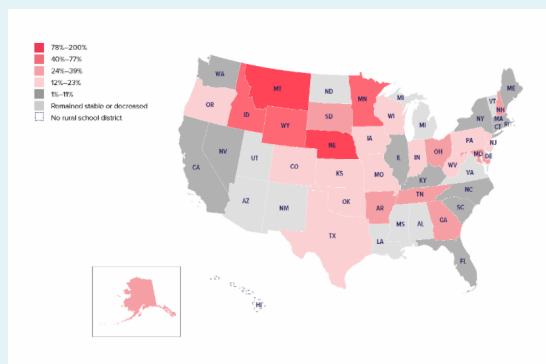 78%–200%
40%–77%
24%–39%
12%–23%
1%–11%
Remained stable or decreased
No rural school district
WA
MT
ND
MN
OR
ID
WY
SD
WI
MI
MI
NY
VT
NH
ME
MA
CT
RI
NE
IA
PA
NJ
NV
UT
CO
KS
MO
IL
IN
OH
WV
MD
DE
VA
KY
CA
AZ
NM
OK
AR
TN
NC
SC
TX
LA
MS
AL
GA
FL
HI